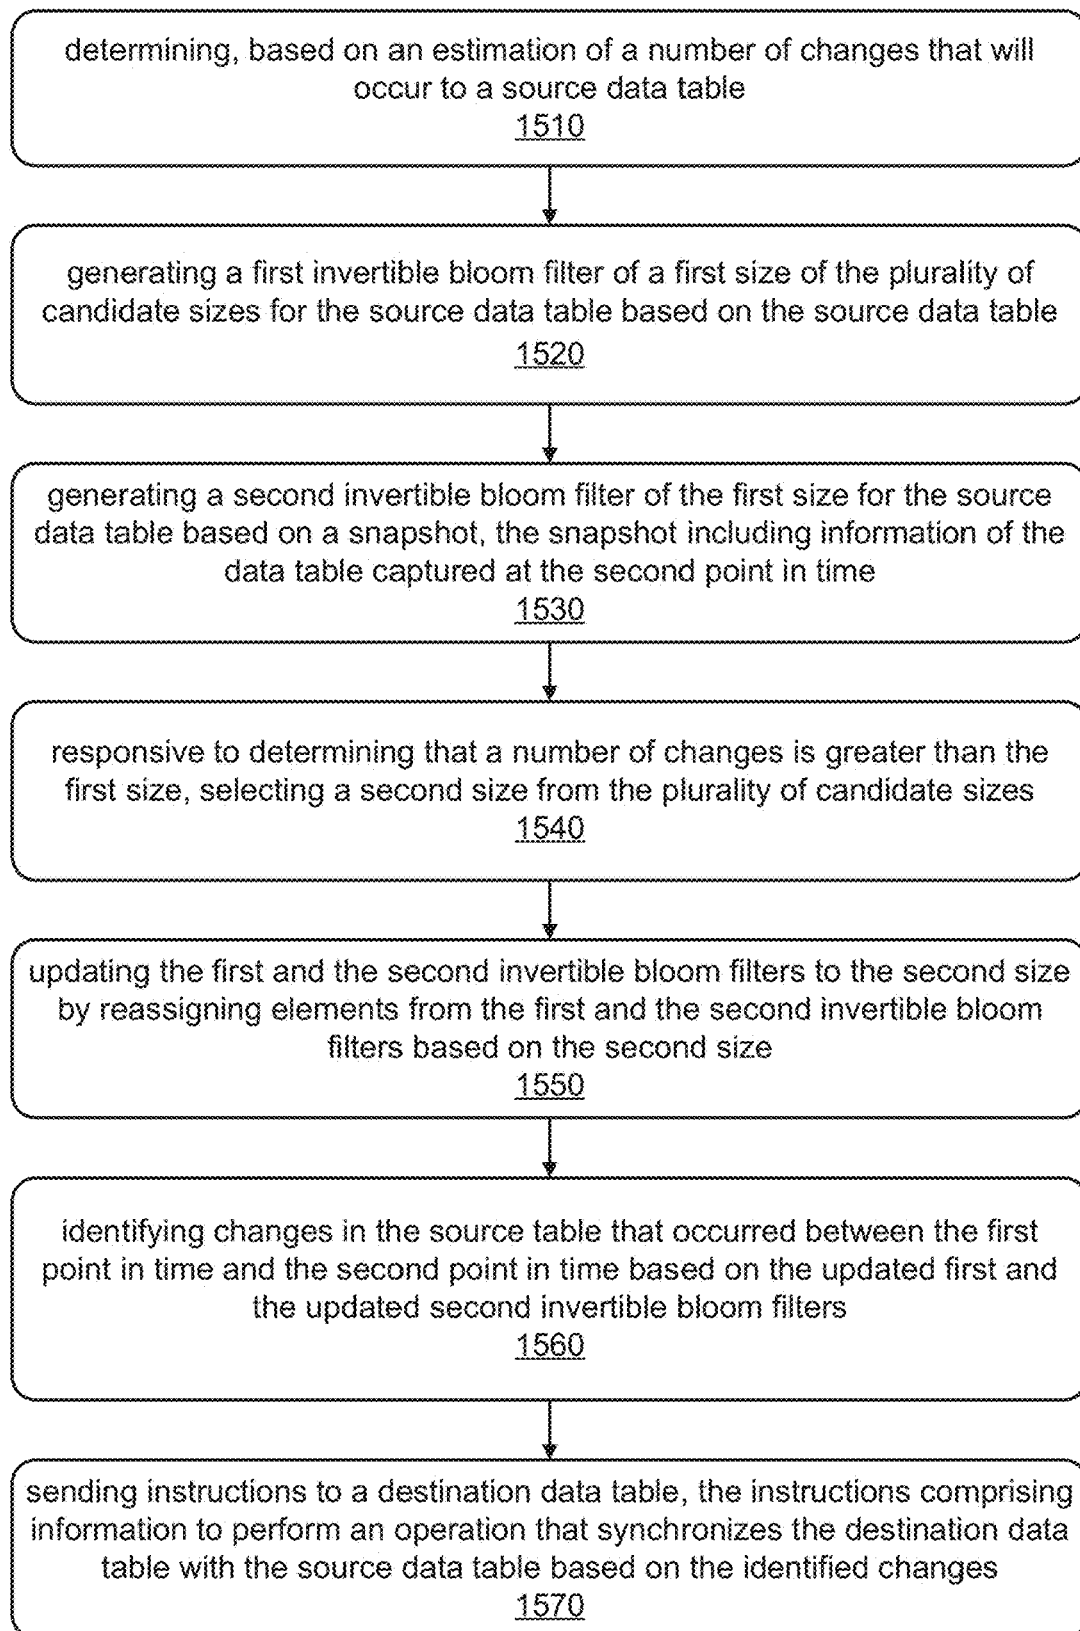 determining, based on an estimation of a number of changes that will
occur to a source data table
1510
generating a first invertible bloom filter of a first size of the plurality of
candidate sizes for the source data table based on the source data table
1520
generating a second invertible bloom filter of the first size for the source
data table based on a snapshot, the snapshot including information of the
data table captured at the second point in time
1530
responsive to determining that a number of changes is greater than the
first size, selecting a second size from the plurality of candidate sizes
1540
updating the first and the second invertible bloom filters to the second size
by reassigning elements from the first and the second invertible bloom
filters based on the second size
1550
identifying changes in the source table that occurred between the first
point in time and the second point in time based on the updated first and
the updated second invertible bloom filters
1560
sending instructions to a destination data table, the instructions comprising
information to perform an operation that synchronizes the destination data
table with the source data table based on the identified changes
1570